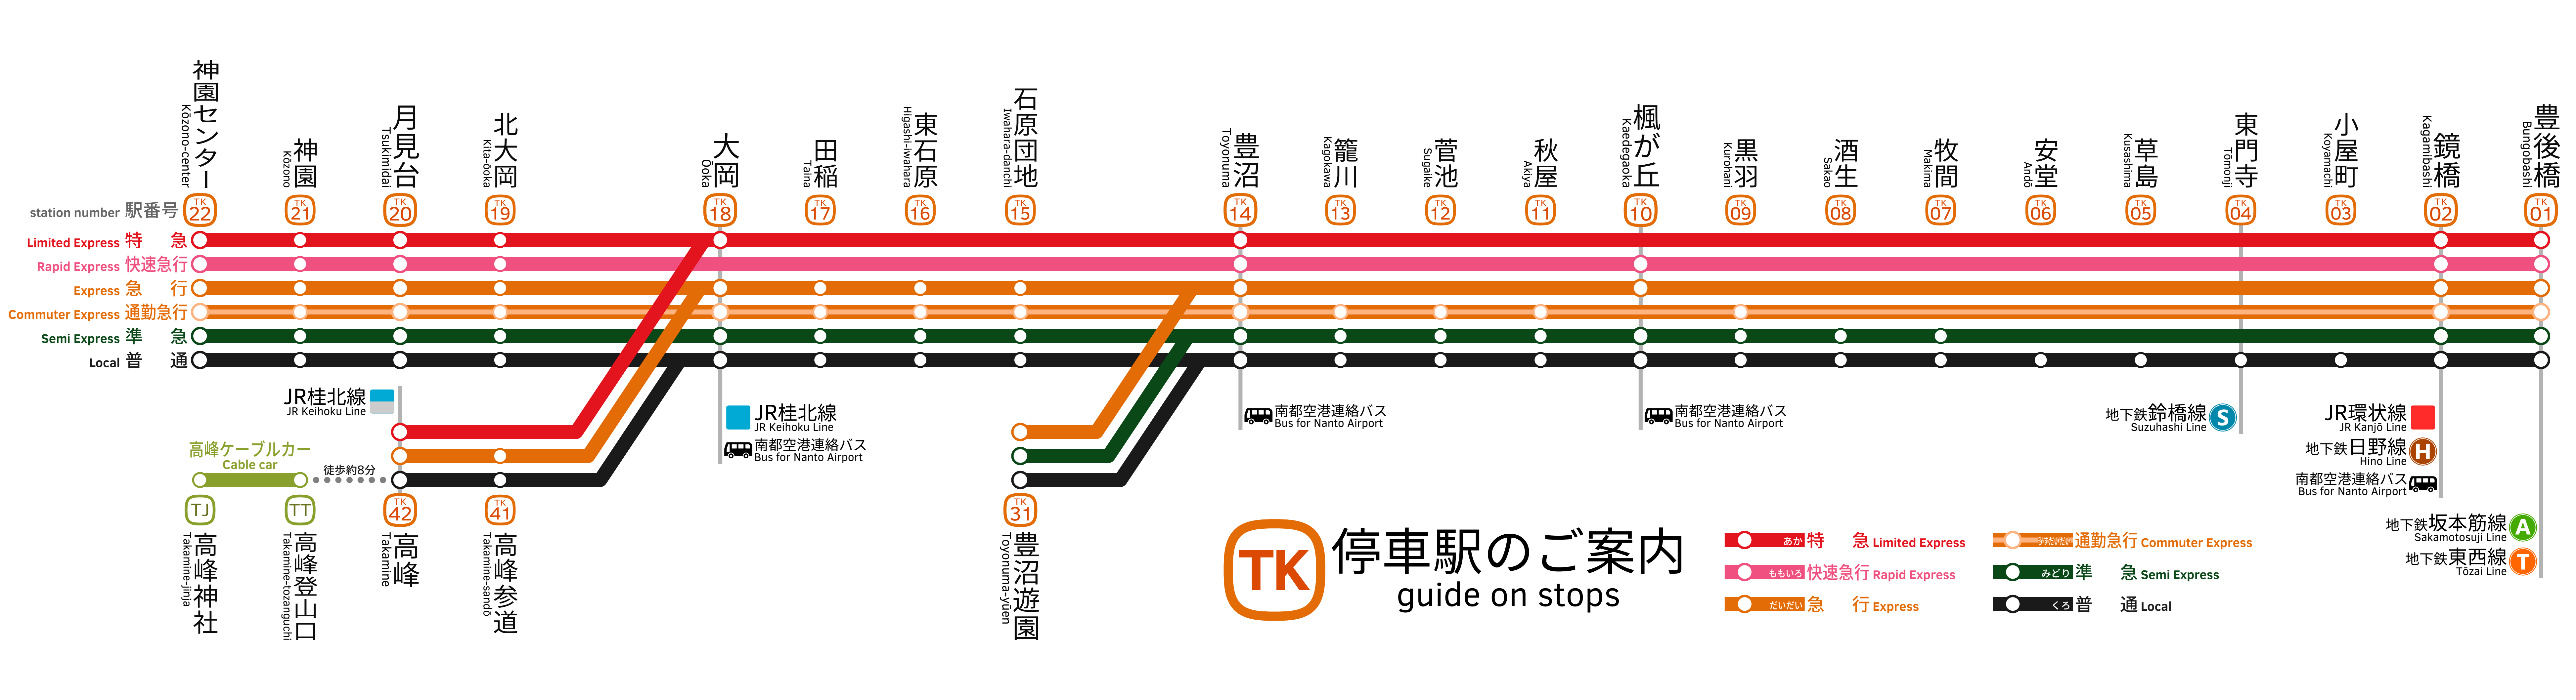 神園センター
Kōzono-center
神園
Kōzono
月見台
Tsukimidai
北大岡
Kita-ōoka
大岡
Ōoka
田稲
Taina
東石原
Higashi-iwahara
石原団地
Iwahara-danchi
豊沼
Toyonuma
籠川
Kagokawa
菅池
Sugaike
秋屋
Akiya
楓が丘
Kaedegaoka
黒羽
Kurohani
酒生
Sakao
牧間
Makima
安堂
Andō
草島
Kusashima
東門寺
Tōmonji
小屋町
Koyamachi
鏡橋
Kagamibashi
豊後橋
Bungobashi
station number 駅番号
TK 22
TK 21
TK 20
TK 19
TK 18
TK 17
TK 16
TK 15
TK 14
TK 13
TK 12
TK 11
TK 10
TK 09
TK 08
TK 07
TK 06
TK 05
TK 04
TK 03
TK 02
TK 01
Limited Express 特 急
Rapid Express 快速急行
Express 急 行
Commuter Express 通勤急行
Semi Express 準 急
Local 普 通
JR桂北線
JR Keihoku Line
高峰ケーブルカー
Cable car
徒歩約8分
TJ
高峰神社
Takamine-jinja
TT
高峰登山口
Takamine-tozanguchi
TK 42
高峰
Takamine
TK 41
高峰参道
Takamine-sandō
JR桂北線
JR Keihoku Line
南都空港連絡バス
Bus for Nanto Airport
TK 31
豊沼遊園
Toyonuma-yūen
南都空港連絡バス
Bus for Nanto Airport
南都空港連絡バス
Bus for Nanto Airport
地下鉄鈴橋線 S
Suzuhashi Line
JR環状線
JR Kanjō Line
地下鉄日野線 H
Hino Line
南都空港連絡バス
Bus for Nanto Airport
地下鉄坂本筋線 A
Sakamotosuji Line
地下鉄東西線 T
Tōzai Line
TK
停車駅のご案内
guide on stops
あか 特 急 Limited Express
ももいろ 快速急行 Rapid Express
だいだい 急 行 Express
通勤急行 Commuter Express
みどり 準 急 Semi Express
くろ 普 通 Local